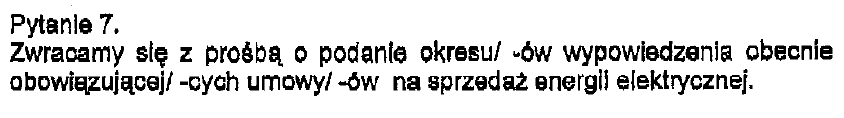 Pytanie 7.
Zwracamy się z prośbą o podanie okresu/ -ów wypowiedzenia obecnie
obowiązującej/ -cych umowy/ -ów na sprzedaż energii elektrycznej.